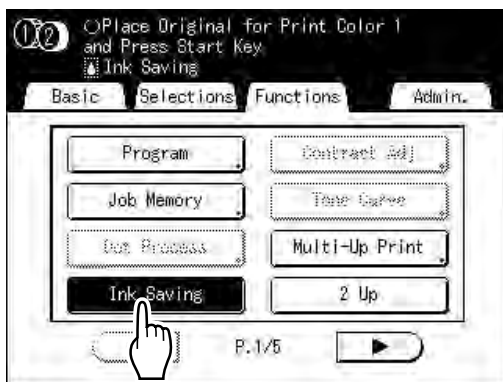 ①② ○Place Original for Print Color 1
and Press Start Key
Ink Saving
Basic Selections Functions Admin.
Program Contrast Adj
Job Memory Tone Curve
Dot Process Multi-Up Print
Ink Saving 2 Up
P.1/5